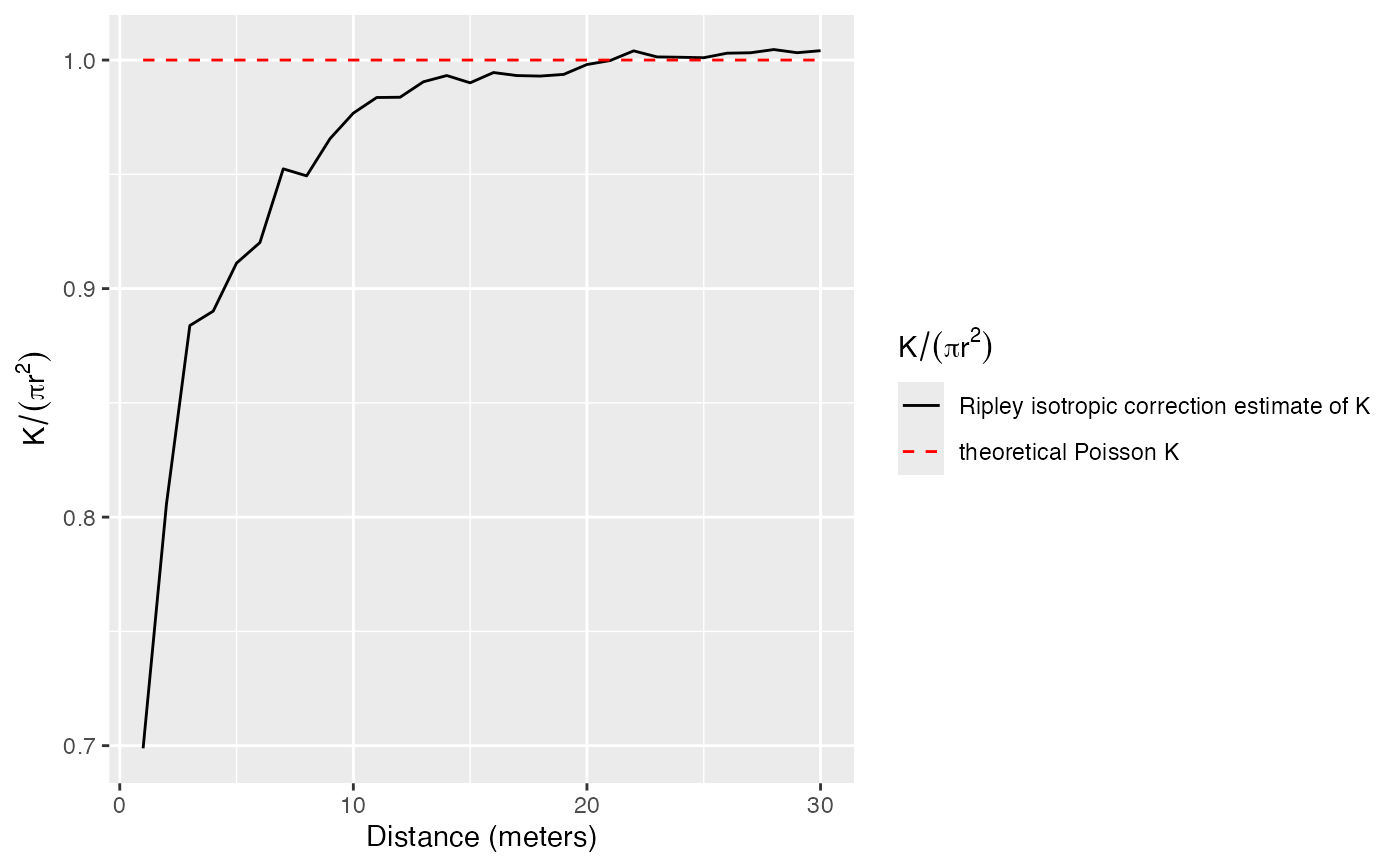 1.0
0.9
0.8
0.7
0
10
20
30
Distance (meters)
K/(πr²)
K/(πr²)
Ripley isotropic correction estimate of K
theoretical Poisson K